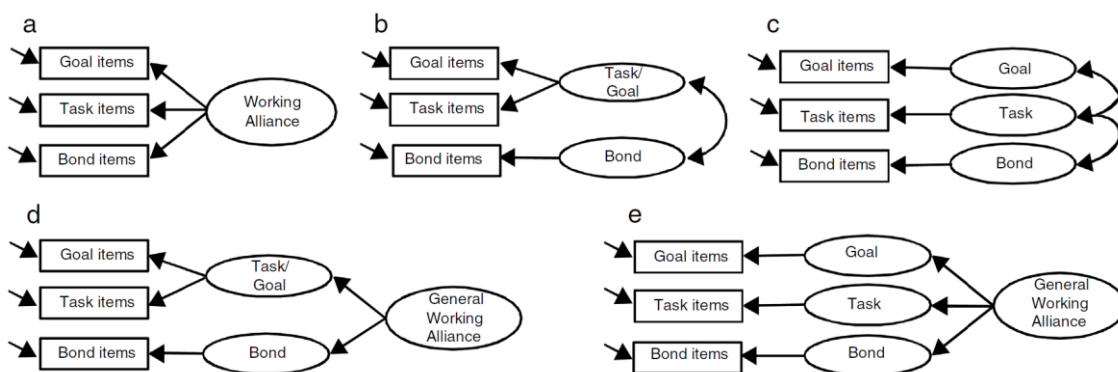 a
Goal items
Task items
Bond items
Working
Alliance
b
Goal items
Task items
Bond items
Task/
Goal
Bond
c
Goal items
Task items
Bond items
Goal
Task
Bond
d
Goal items
Task items
Bond items
Task/
Goal
Bond
General
Working
Alliance
e
Goal items
Task items
Bond items
Goal
Task
Bond
General
Working
Alliance